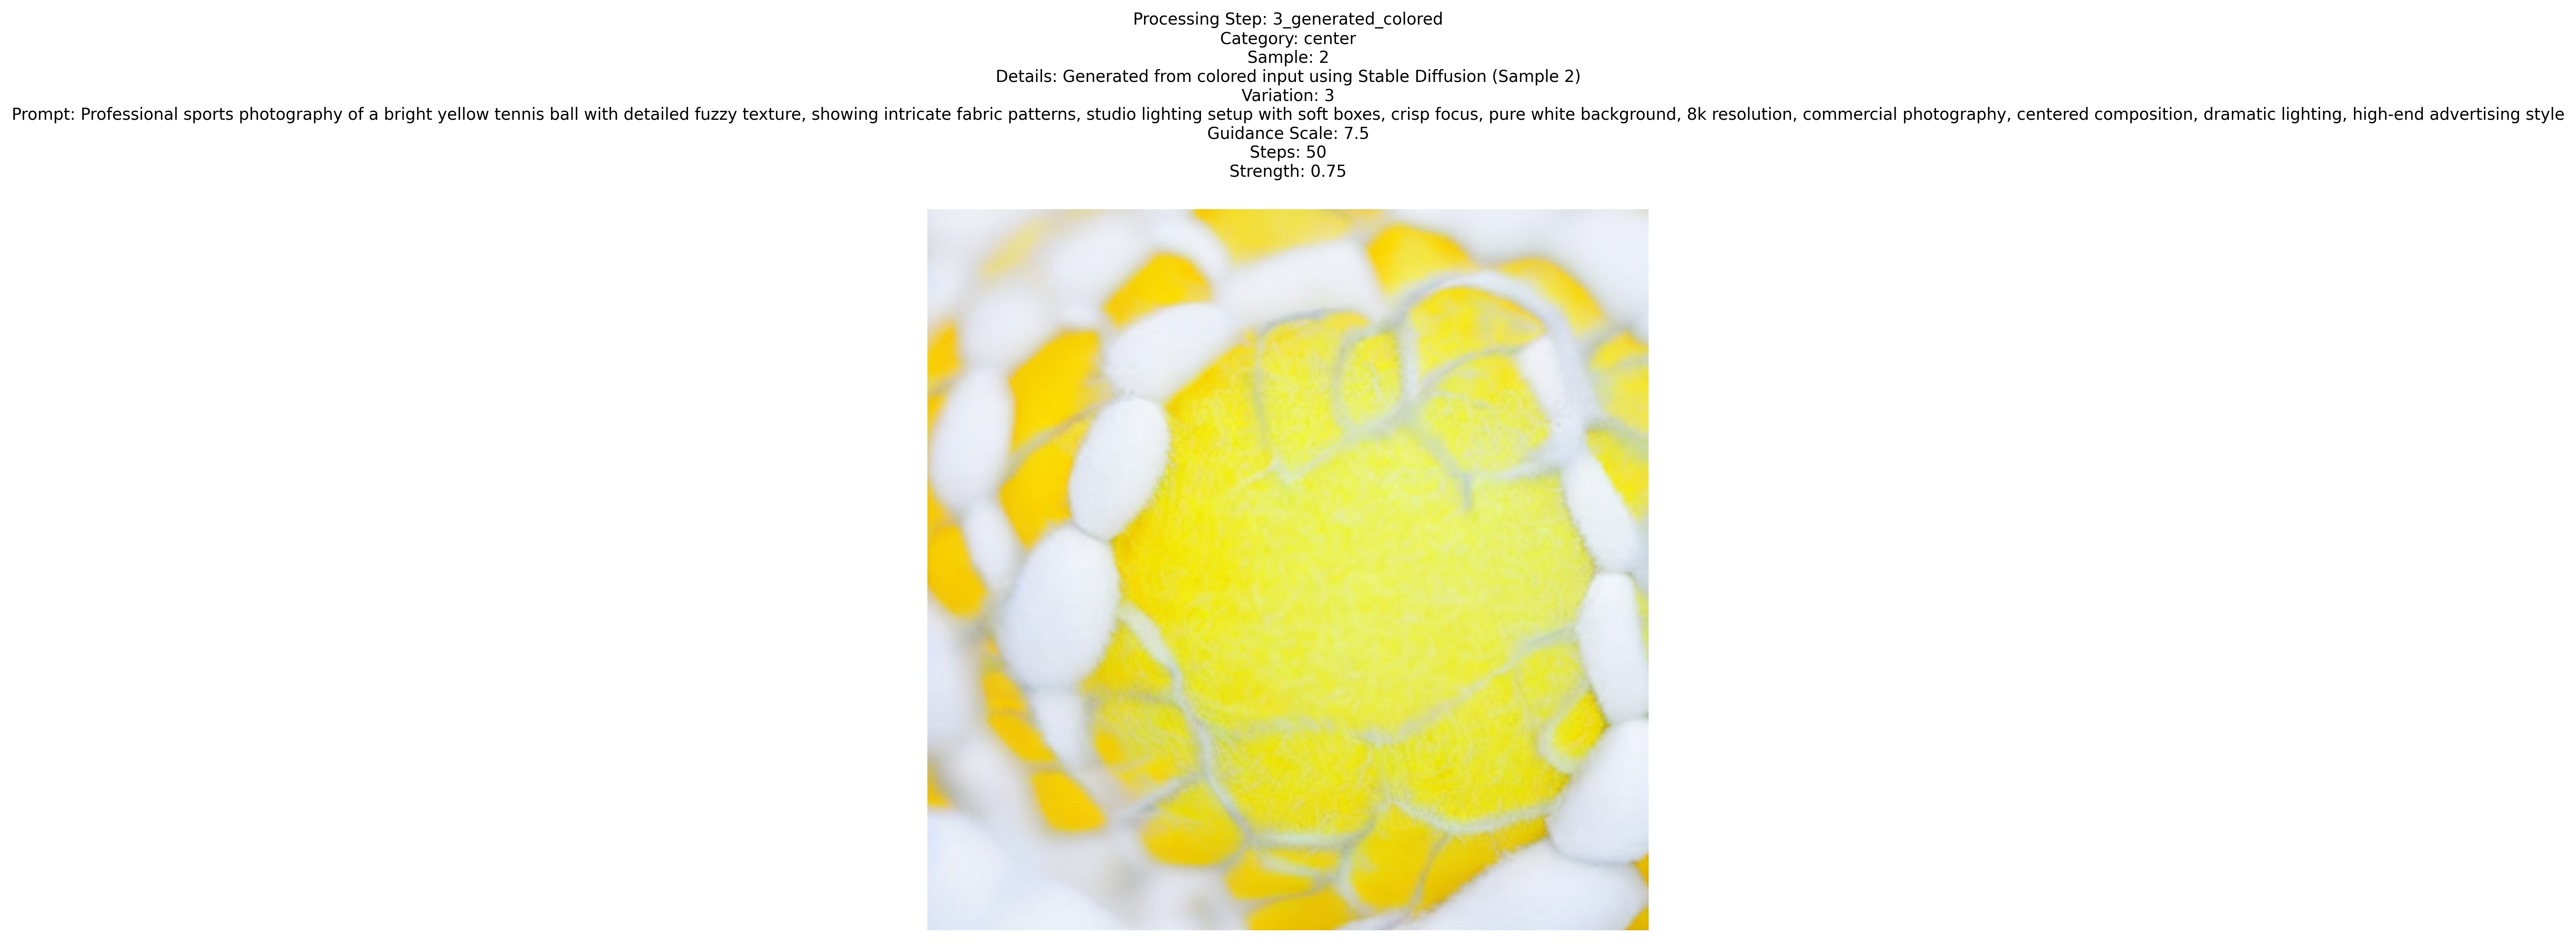 Processing Step: 3_generated_colored
Category: center
Sample: 2
Details: Generated from colored input using Stable Diffusion (Sample 2)
Variation: 3
Prompt: Professional sports photography of a bright yellow tennis ball with detailed fuzzy texture, showing intricate fabric patterns, studio lighting setup with soft boxes, crisp focus, pure white background, 8k resolution, commercial photography, centered composition, dramatic lighting, high-end advertising style
Guidance Scale: 7.5
Steps: 50
Strength: 0.75